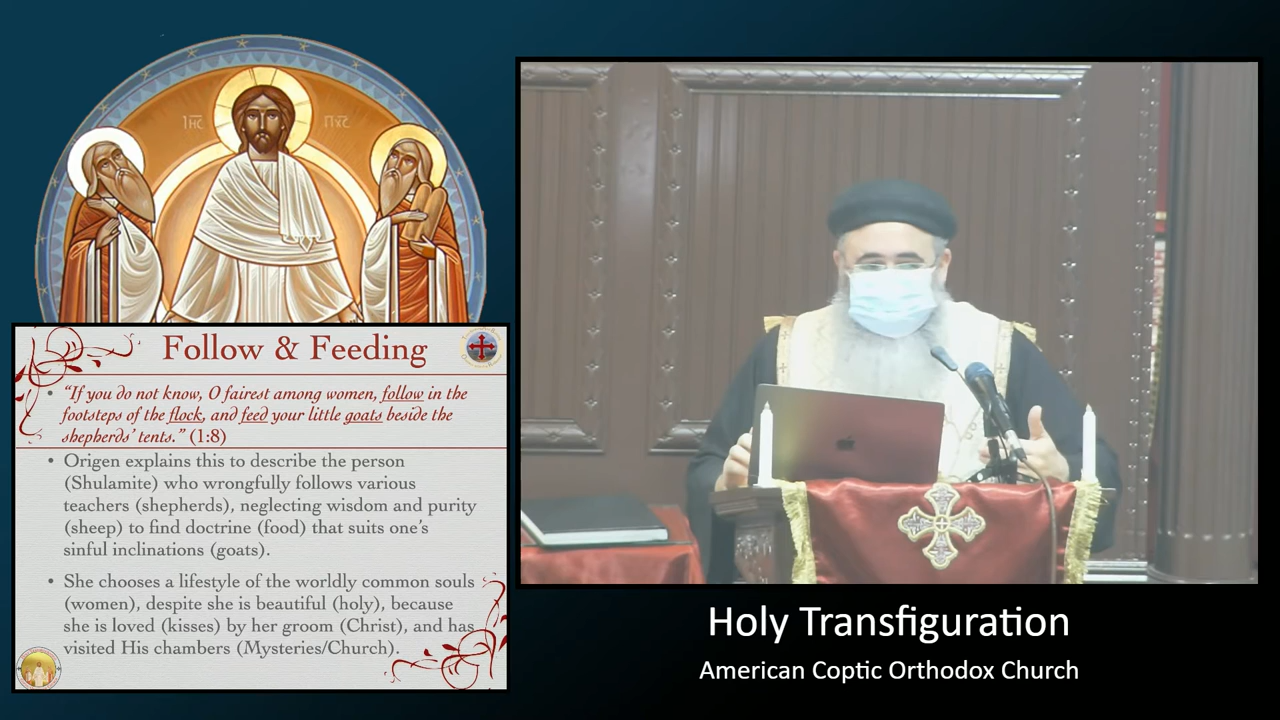 ΙΗС ΠΧС
Follow & Feeding
• “If you do not know, O fairest among women, follow in the
footsteps of the flock, and feed your little goats beside the
shepherds’ tents.” (1:8)
• Origen explains this to describe the person
(Shulamite) who wrongfully follows various
teachers (shepherds), neglecting wisdom and purity
(sheep) to find doctrine (food) that suits one’s
sinful inclinations (goats).
• She chooses a lifestyle of the worldly common souls
(women), despite she is beautiful (holy), because
she is loved (kisses) by her groom (Christ), and has
visited His chambers (Mysteries/Church).
Holy Transfiguration
American Coptic Orthodox Church